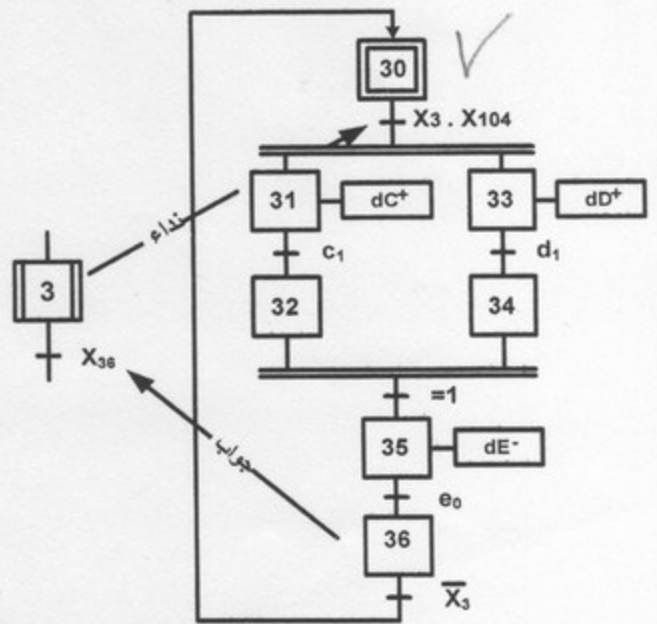 30
X₃ . X₁₀₄
31
dC⁺
33
dD⁺
نداء
3
c₁
d₁
32
34
X₃₆
=1
35
dE⁻
جواب
e₀
36
X̅₃